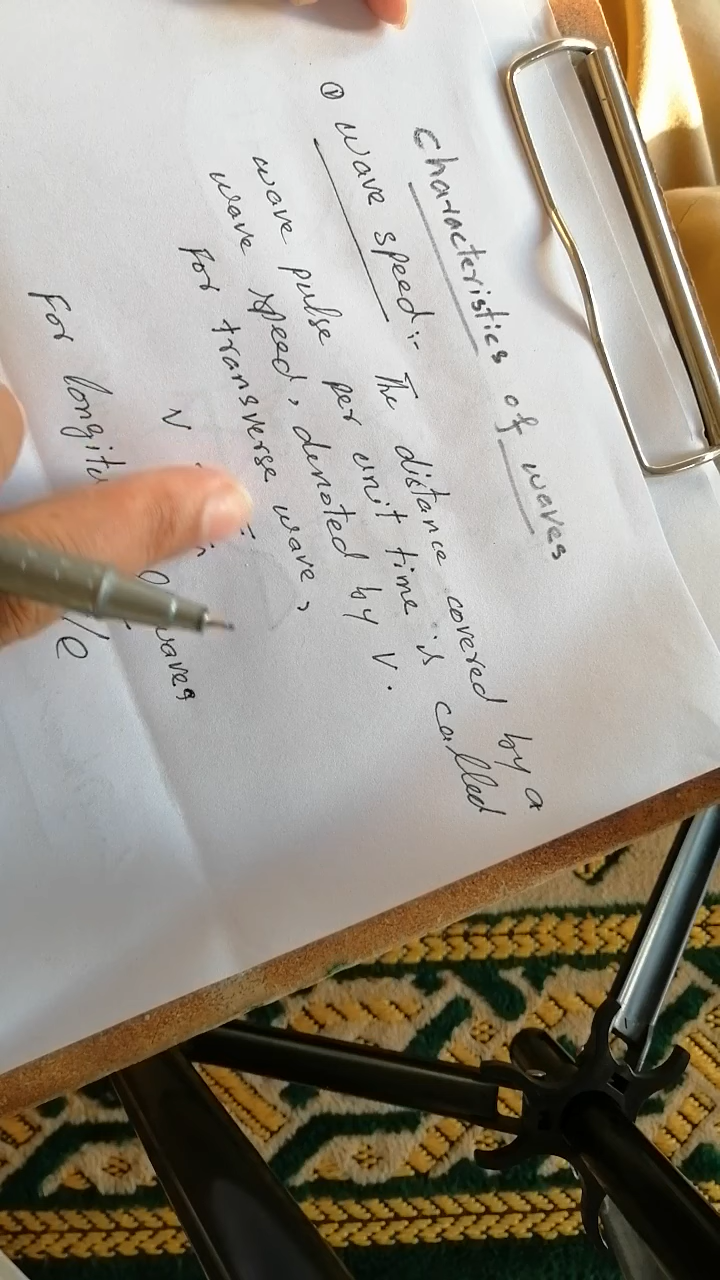 Characteristics of waves
① wave speed:- The distance covered by a
wave pulse per unit time is called
wave speed, denoted by V.
For transverse wave,
V
waves
For longitu